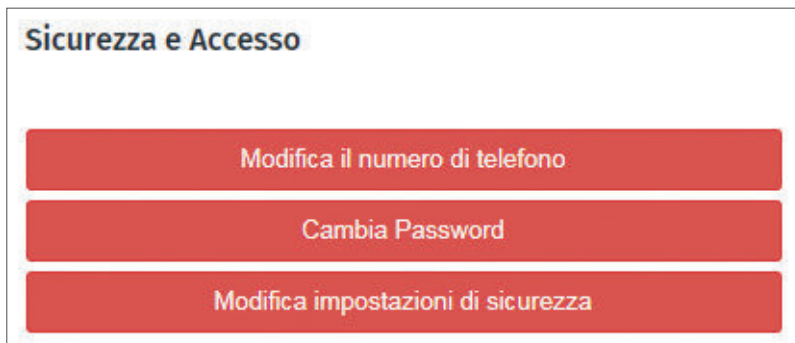 Sicurezza e Accesso
Modifica il numero di telefono
Cambia Password
Modifica impostazioni di sicurezza